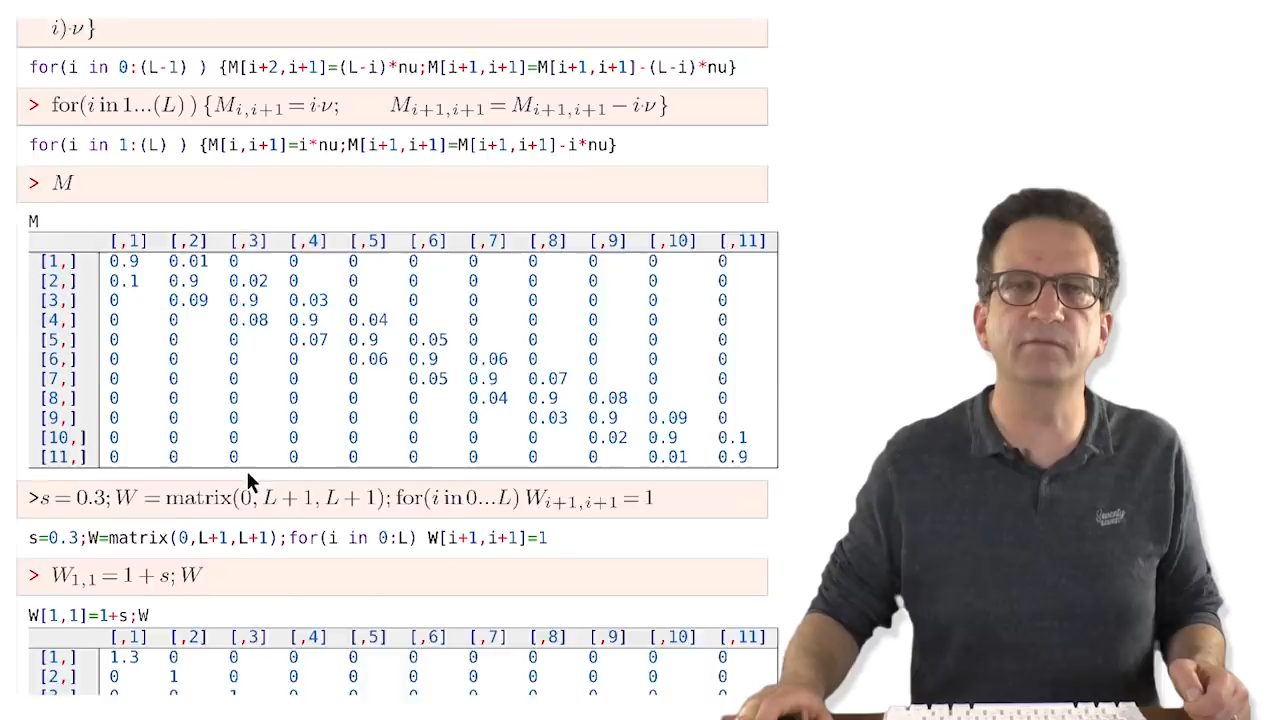 i)·ν}
for(i in 0:(L-1) ) {M[i+2,i+1]=(L-i)*nu;M[i+1,i+1]=M[i+1,i+1]-(L-i)*nu}
> for(i in 1...(L) ) {M_{i,i+1} = i·ν; M_{i+1,i+1} = M_{i+1,i+1} − i·ν}
for(i in 1:(L) ) {M[i,i+1]=i*nu;M[i+1,i+1]=M[i+1,i+1]-i*nu}
> M
M
[,1] [,2] [,3] [,4] [,5] [,6] [,7] [,8] [,9] [,10] [,11]
[1,] 0.9 0.01 0 0 0 0 0 0 0 0 0
[2,] 0.1 0.9 0.02 0 0 0 0 0 0 0 0
[3,] 0 0.09 0.9 0.03 0 0 0 0 0 0 0
[4,] 0 0 0.08 0.9 0.04 0 0 0 0 0 0
[5,] 0 0 0 0.07 0.9 0.05 0 0 0 0 0
[6,] 0 0 0 0 0.06 0.9 0.06 0 0 0 0
[7,] 0 0 0 0 0 0.05 0.9 0.07 0 0 0
[8,] 0 0 0 0 0 0 0.04 0.9 0.08 0 0
[9,] 0 0 0 0 0 0 0 0.03 0.9 0.09 0
[10,] 0 0 0 0 0 0 0 0 0.02 0.9 0.1
[11,] 0 0 0 0 0 0 0 0 0 0.01 0.9
>s = 0.3; W = matrix(0, L + 1, L + 1); for(i in 0...L) W_{i+1,i+1} = 1
s=0.3;W=matrix(0,L+1,L+1);for(i in 0:L) W[i+1,i+1]=1
> W_{1,1} = 1 + s; W
W[1,1]=1+s;W
[,1] [,2] [,3] [,4] [,5] [,6] [,7] [,8] [,9] [,10] [,11]
[1,] 1.3 0 0 0 0 0 0 0 0 0 0
[2,] 0 1 0 0 0 0 0 0 0 0 0